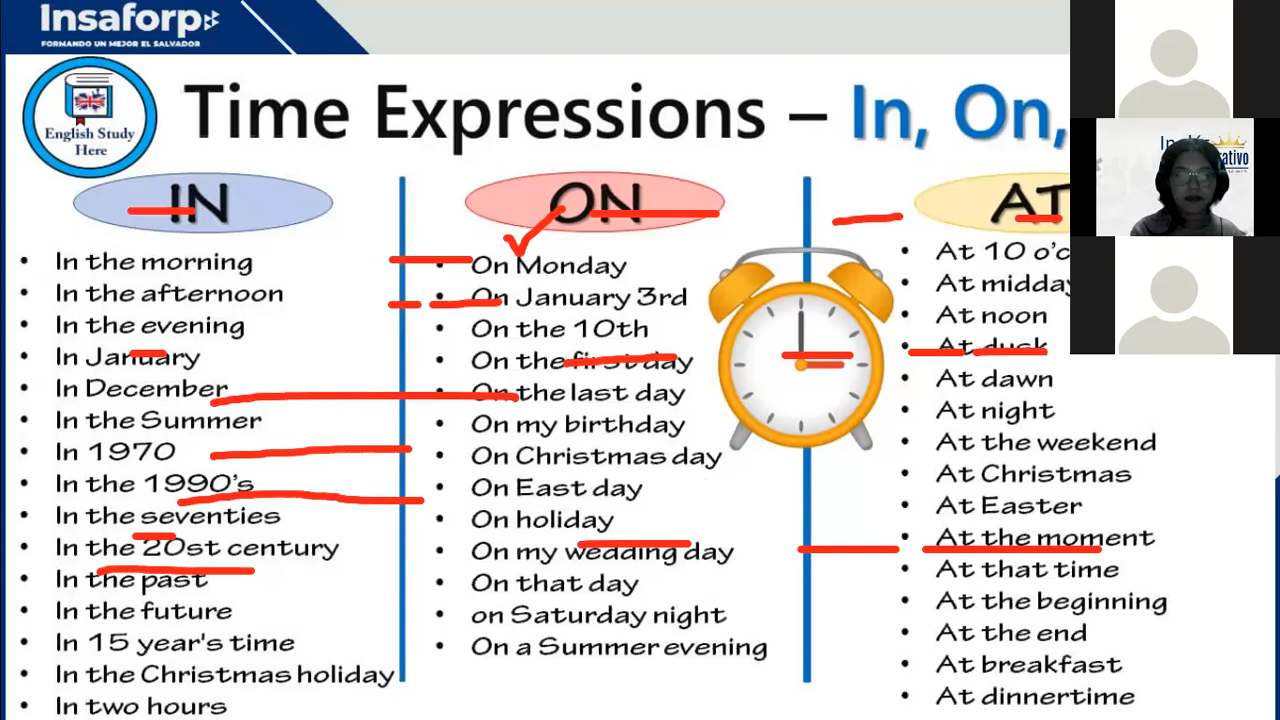 Insaforp
FORMANDO UN MEJOR EL SALVADOR
English Study
Here
Time Expressions – In, On,
IN
In the morning
In the afternoon
In the evening
In January
In December
In the Summer
In 1970
In the 1990's
In the seventies
In the 20st century
In the past
In the future
In 15 year's time
In the Christmas holiday
In two hours
ON
On Monday
On January 3rd
On the 10th
On the first day
On the last day
On my birthday
On Christmas day
On East day
On holiday
On my wedding day
On that day
on Saturday night
On a Summer evening
AT
At 10 o'c
At midday
At noon
At dusk
At dawn
At night
At the weekend
At Christmas
At Easter
At the moment
At that time
At the beginning
At the end
At breakfast
At dinnertime